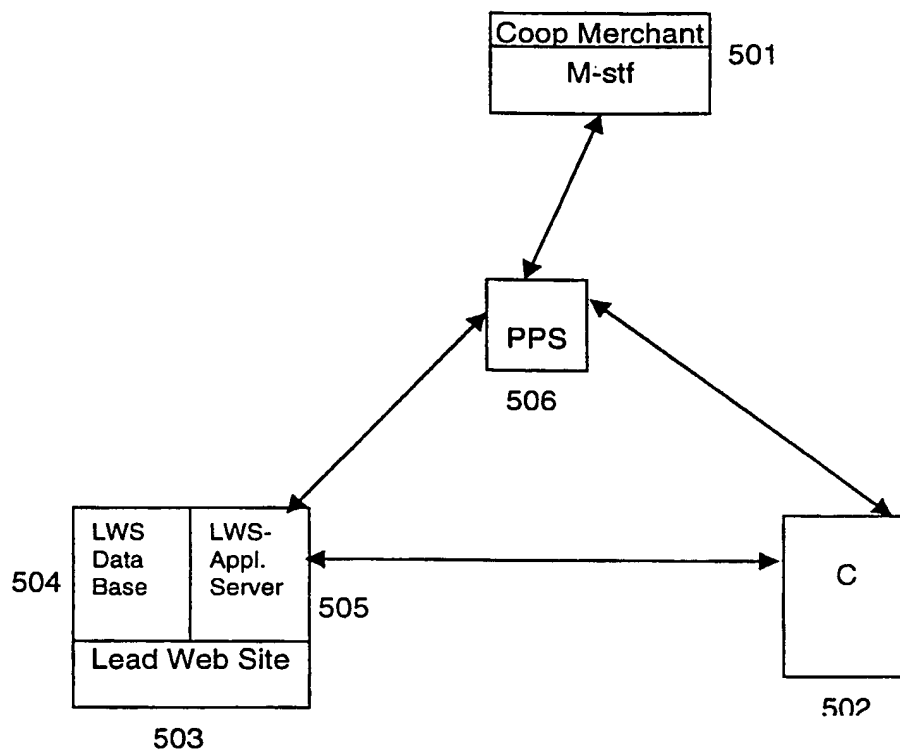 Coop Merchant
M-stf
501
PPS
506
LWS
Data
Base
LWS-
Appl.
Server
504
505
Lead Web Site
503
C
502